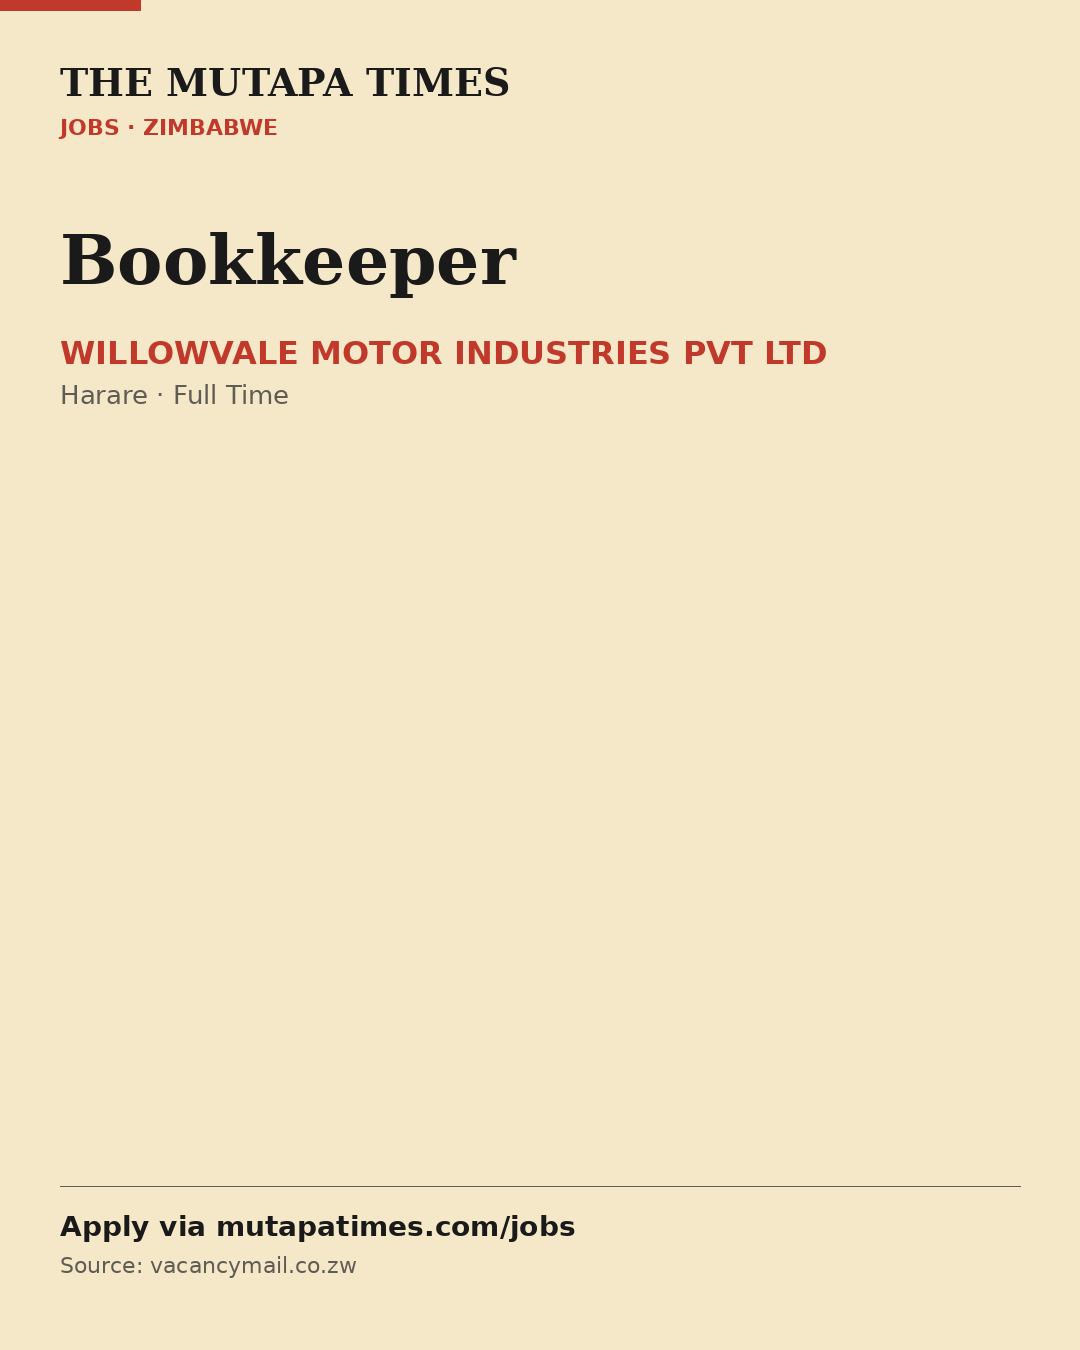 THE MUTAPA TIMES
JOBS · ZIMBABWE
Bookkeeper
WILLOWVALE MOTOR INDUSTRIES PVT LTD
Harare · Full Time
Apply via mutapatimes.com/jobs
Source: vacancymail.co.zw